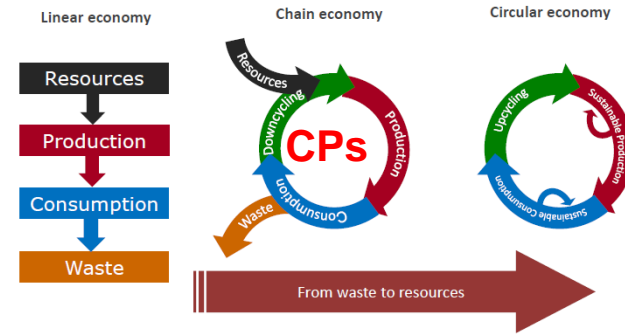 Linear economy
Chain economy
Circular economy
Resources
Production
Consumption
Waste
Resources
Downcycling
Production
Consumption
Waste
CPs
Upcycling
Sustainable Production
Sustainable Consumption
From waste to resources